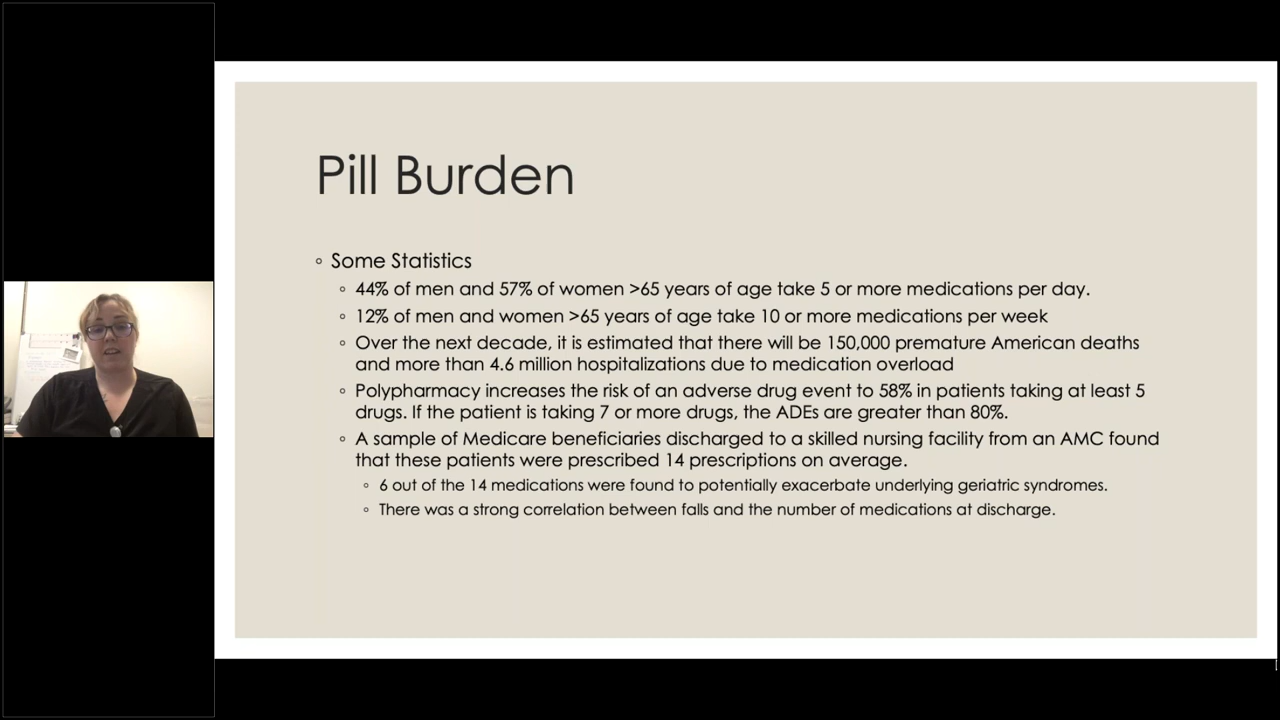 Pill Burden
◦ Some Statistics
◦ 44% of men and 57% of women >65 years of age take 5 or more medications per day.
◦ 12% of men and women >65 years of age take 10 or more medications per week
◦ Over the next decade, it is estimated that there will be 150,000 premature American deaths
and more than 4.6 million hospitalizations due to medication overload
◦ Polypharmacy increases the risk of an adverse drug event to 58% in patients taking at least 5
drugs. If the patient is taking 7 or more drugs, the ADEs are greater than 80%.
◦ A sample of Medicare beneficiaries discharged to a skilled nursing facility from an AMC found
that these patients were prescribed 14 prescriptions on average.
◦ 6 out of the 14 medications were found to potentially exacerbate underlying geriatric syndromes.
◦ There was a strong correlation between falls and the number of medications at discharge.